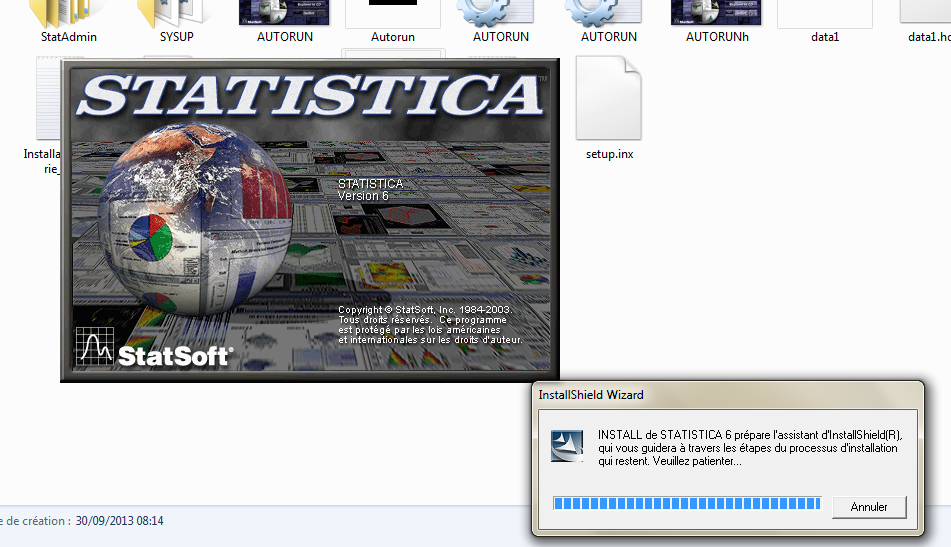 StatAdmin SYSUP AUTORUN Autorun AUTORUN AUTORUN AUTORUNh data1 data1.h
STATISTICA
Installa
rie_
setup.inx
STATISTICA
Version 6
Copyright © StatSoft, Inc. 1984-2003.
Tous droits réservés. Ce programme
est protégé par les lois américaines
et internationales sur les droits d'auteur.
StatSoft®
InstallShield Wizard
INSTALL de STATISTICA 6 prépare l'assistant d'InstallShield(R),
qui vous guidera à travers les étapes du processus d'installation
qui restent. Veuillez patienter...
Annuler
e de création : 30/09/2013 08:14